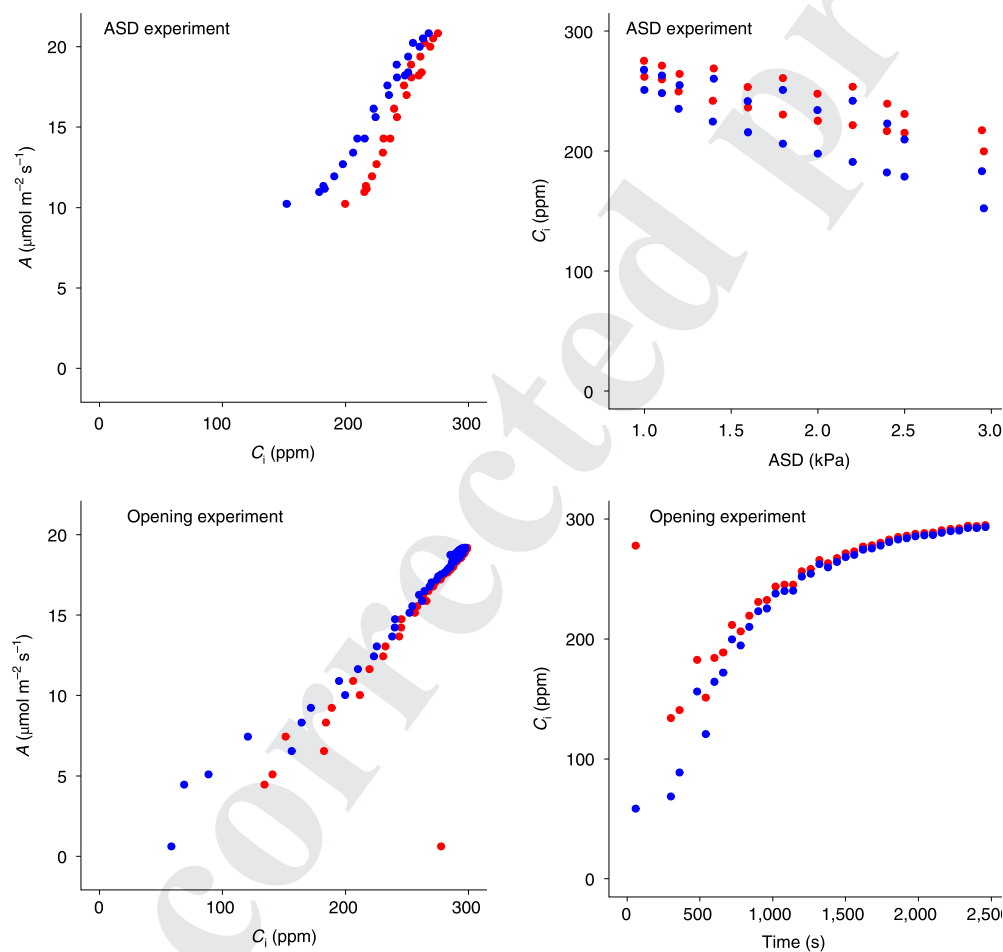 ASD experiment
20
15
10
5
0
A (μmol m⁻² s⁻¹)
0 100 200 300
Cᵢ (ppm)
ASD experiment
300
200
100
0
Cᵢ (ppm)
1.0 1.5 2.0 2.5 3.0
ASD (kPa)
Opening experiment
20
15
10
5
0
A (μmol m⁻² s⁻¹)
0 100 200 300
Cᵢ (ppm)
Opening experiment
300
200
100
0
Cᵢ (ppm)
0 500 1,000 1,500 2,000 2,500
Time (s)
corrected pr